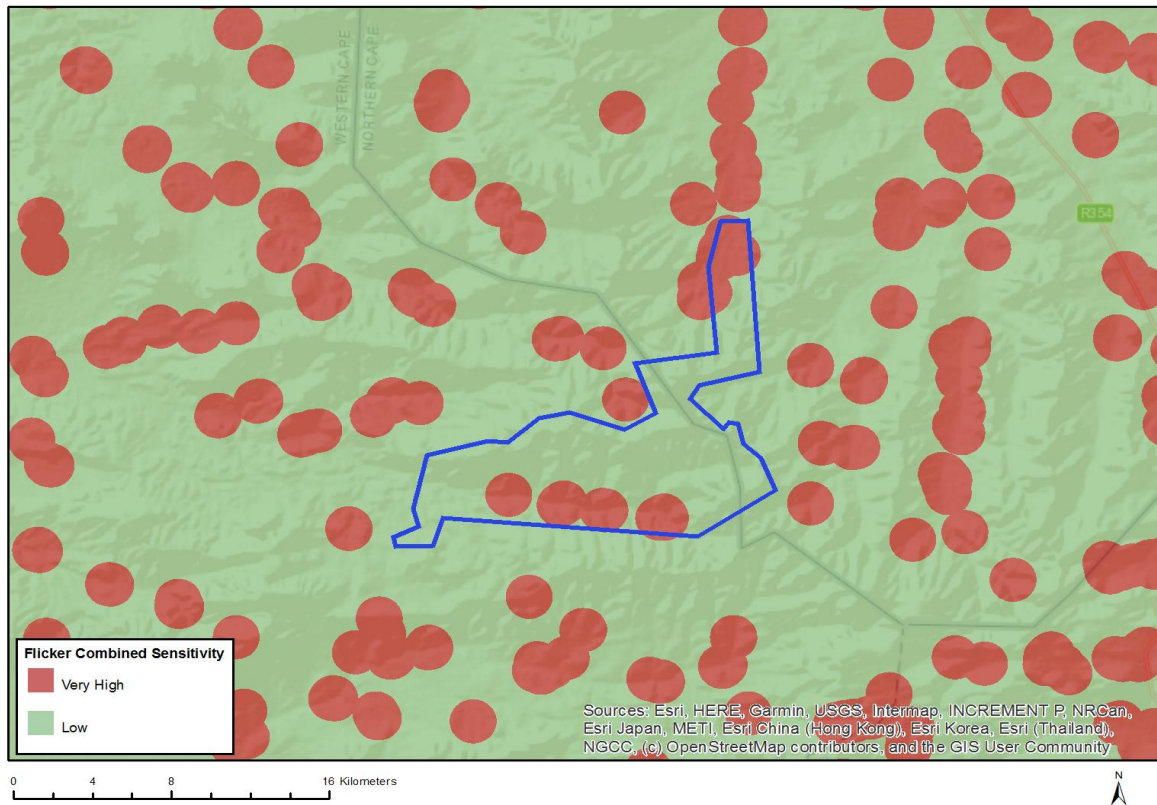 WESTERN CAPE
NORTHERN CAPE
R354
Flicker Combined Sensitivity
Very High
Low
Sources: Esri, HERE, Garmin, USGS, Intermap, INCREMENT P, NRCan,
Esri Japan, METI, Esri China (Hong Kong), Esri Korea, Esri (Thailand),
NGCC, (c) OpenStreetMap contributors, and the GIS User Community
0 4 8 16 Kilometers
N